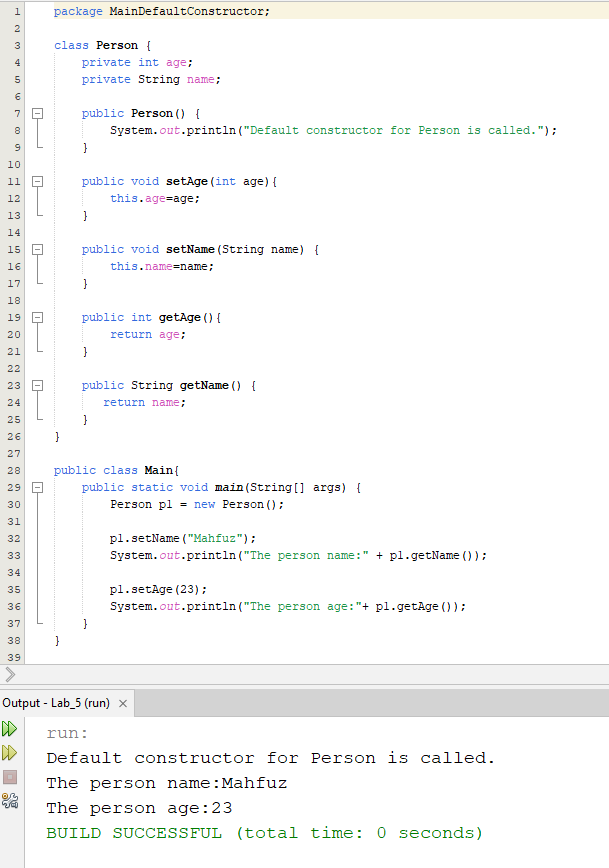 1 package MainDefaultConstructor;
2
3 class Person {
4 private int age;
5 private String name;
6
7 public Person() {
8 System.out.println("Default constructor for Person is called.");
9 }
10
11 public void setAge(int age){
12 this.age=age;
13 }
14
15 public void setName(String name) {
16 this.name=name;
17 }
18
19 public int getAge(){
20 return age;
21 }
22
23 public String getName() {
24 return name;
25 }
26 }
27
28 public class Main{
29 public static void main(String[] args) {
30 Person p1 = new Person();
31
32 p1.setName("Mahfuz");
33 System.out.println("The person name:" + p1.getName());
34
35 p1.setAge(23);
36 System.out.println("The person age:"+ p1.getAge());
37 }
38 }
39
Output - Lab_5 (run) ×
run:
Default constructor for Person is called.
The person name:Mahfuz
The person age:23
BUILD SUCCESSFUL (total time: 0 seconds)